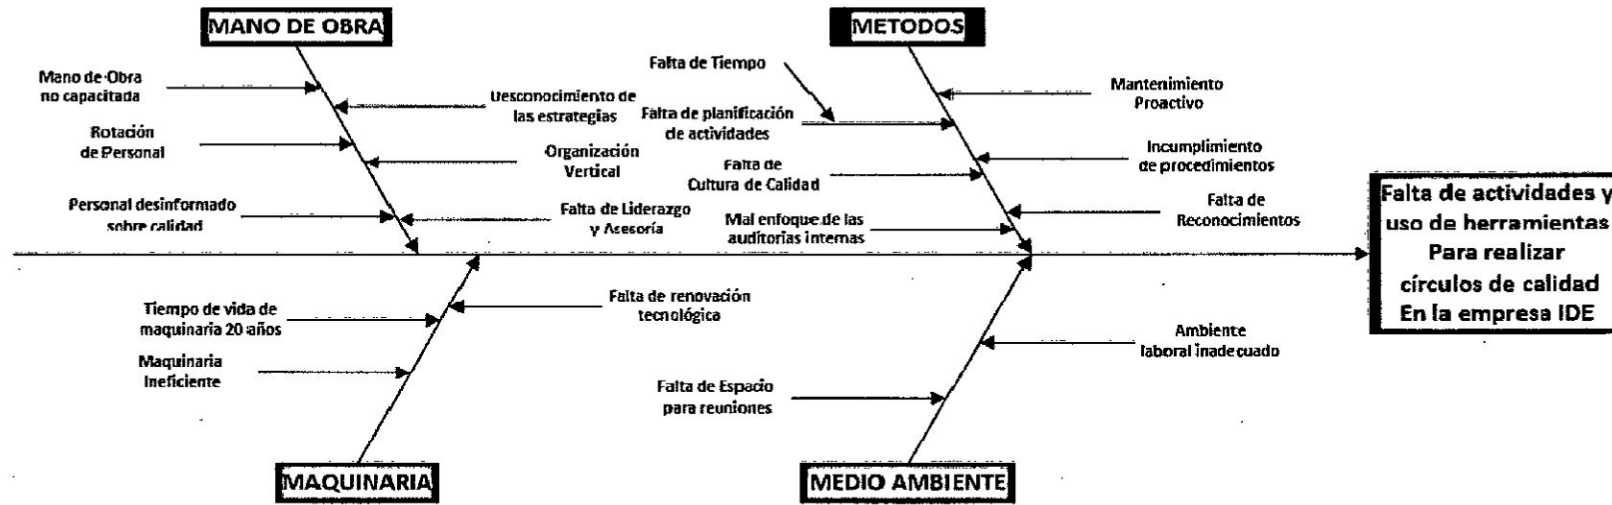 MANO DE OBRA
METODOS
Mano de Obra
no capacitada
Desconocimiento de
las estrategias
Rotación
de Personal
Organización
Vertical
Personal desinformado
sobre calidad
Falta de Liderazgo
y Asesoría
Falta de Tiempo
Mantenimiento
Proactivo
Falta de planificación
de actividades
Incumplimiento
de procedimientos
Falta de
Cultura de Calidad
Falta de
Reconocimientos
Mal enfoque de las
auditorias internas
Falta de actividades y
uso de herramientas
Para realizar
círculos de calidad
En la empresa IDE
Tiempo de vida de
maquinaria 20 años
Falta de renovación
tecnológica
Maquinaria
Ineficiente
Ambiente
laboral inadecuado
Falta de Espacio
para reuniones
MAQUINARIA
MEDIO AMBIENTE